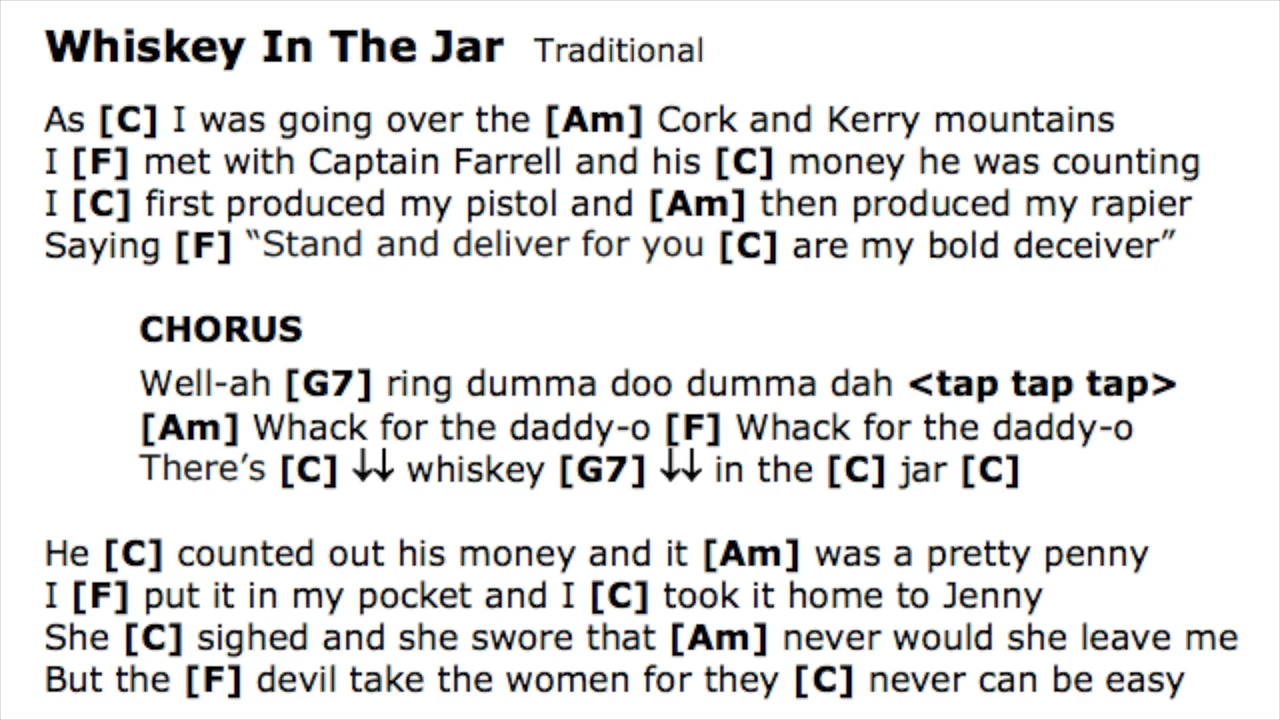 Whiskey In The Jar Traditional
As [C] I was going over the [Am] Cork and Kerry mountains
I [F] met with Captain Farrell and his [C] money he was counting
I [C] first produced my pistol and [Am] then produced my rapier
Saying [F] “Stand and deliver for you [C] are my bold deceiver”
CHORUS
Well-ah [G7] ring dumma doo dumma dah <tap tap tap>
[Am] Whack for the daddy-o [F] Whack for the daddy-o
There’s [C] ↓↓ whiskey [G7] ↓↓ in the [C] jar [C]
He [C] counted out his money and it [Am] was a pretty penny
I [F] put it in my pocket and I [C] took it home to Jenny
She [C] sighed and she swore that [Am] never would she leave me
But the [F] devil take the women for they [C] never can be easy